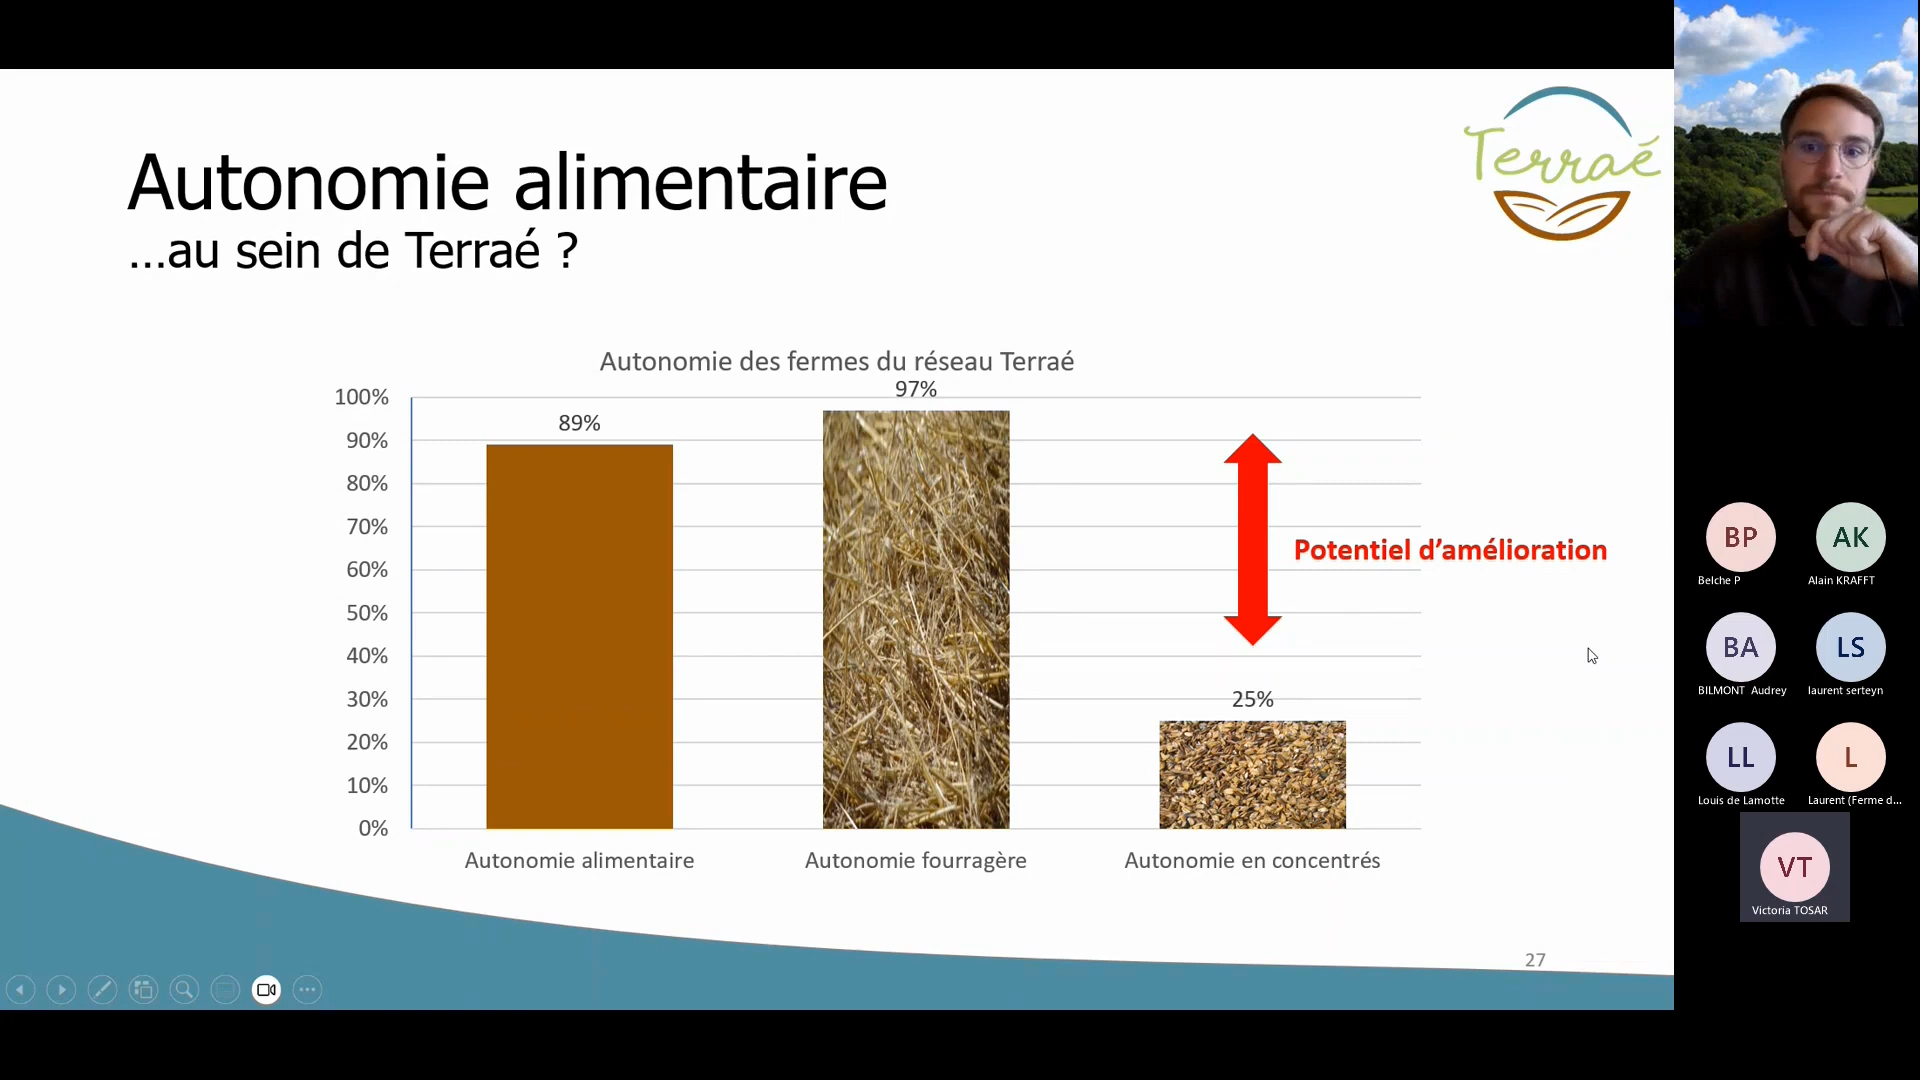 Autonomie alimentaire
...au sein de Terraé ?
Terraé
Autonomie des fermes du réseau Terraé
100%
90%
80%
70%
60%
50%
40%
30%
20%
10%
0%
89%
97%
25%
Potentiel d’amélioration
Autonomie alimentaire
Autonomie fourragère
Autonomie en concentrés
27
BP
Belche P
AK
Alain KRAFFT
BA
BILMONT Audrey
LS
laurent serteyn
LL
Louis de Lamotte
L
Laurent (Ferme d...
VT
Victoria TOSAR